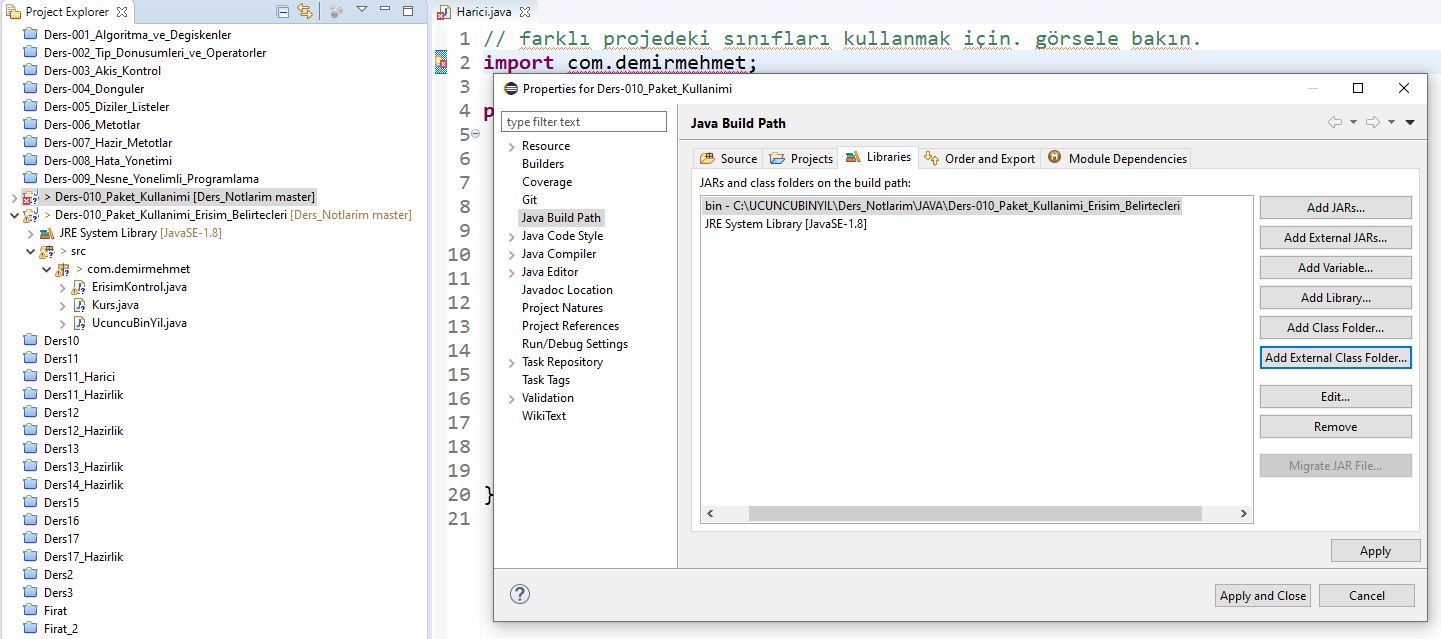 Project Explorer
Ders-001_Algoritma_ve_Degiskenler
Ders-002_Tip_Donusumleri_ve_Operatorler
Ders-003_Akis_Kontrol
Ders-004_Donguler
Ders-005_Diziler_Listeler
Ders-006_Metotlar
Ders-007_Hazir_Metotlar
Ders-008_Hata_Yonetimi
Ders-009_Nesne_Yonelimli_Programlama
> Ders-010_Paket_Kullanimi [Ders_Notlarim master]
> Ders-010_Paket_Kullanimi_Erisim_Belirtecleri [Ders_Notlarim master]
JRE System Library [JavaSE-1.8]
> src
> com.demirmehmet
ErisimKontrol.java
Kurs.java
UcuncuBinYil.java
Ders10
Ders11
Ders11_Harici
Ders11_Hazirlik
Ders12
Ders12_Hazirlik
Ders13
Ders13_Hazirlik
Ders14_Hazirlik
Ders15
Ders16
Ders17
Ders17_Hazirlik
Ders2
Ders3
Firat
Firat_2
Harici.java
1 // farklı projedeki sınıfları kullanmak için. görsele bakın.
2 import com.demirmehmet;
3
4 p
5
6
7
8
9
10
11
12
13
14
15
16
17
18
19
20 }
21
Properties for Ders-010_Paket_Kullanimi
type filter text
Resource
Builders
Coverage
Git
Java Build Path
Java Code Style
Java Compiler
Java Editor
Javadoc Location
Project Natures
Project References
Run/Debug Settings
Task Repository
Task Tags
Validation
WikiText
Java Build Path
Source Projects Libraries Order and Export Module Dependencies
JARs and class folders on the build path:
bin - C:\UCUNCUBINYIL\Ders_Notlarim\JAVA\Ders-010_Paket_Kullanimi_Erisim_Belirtecleri
JRE System Library [JavaSE-1.8]
Add JARs...
Add External JARs...
Add Variable...
Add Library...
Add Class Folder...
Add External Class Folder...
Edit...
Remove
Migrate JAR File...
Apply
Apply and Close Cancel